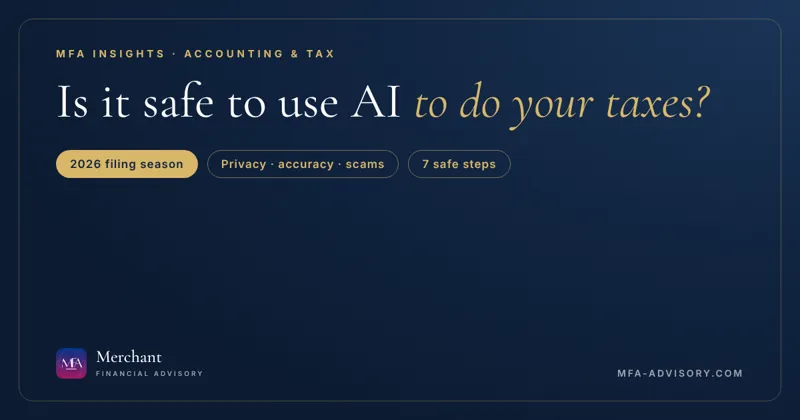 MFA INSIGHTS · ACCOUNTING & TAX
Is it safe to use AI to do your taxes?
2026 filing season
Privacy · accuracy · scams
7 safe steps
MFA
Merchant
FINANCIAL ADVISORY
MFA-ADVISORY.COM